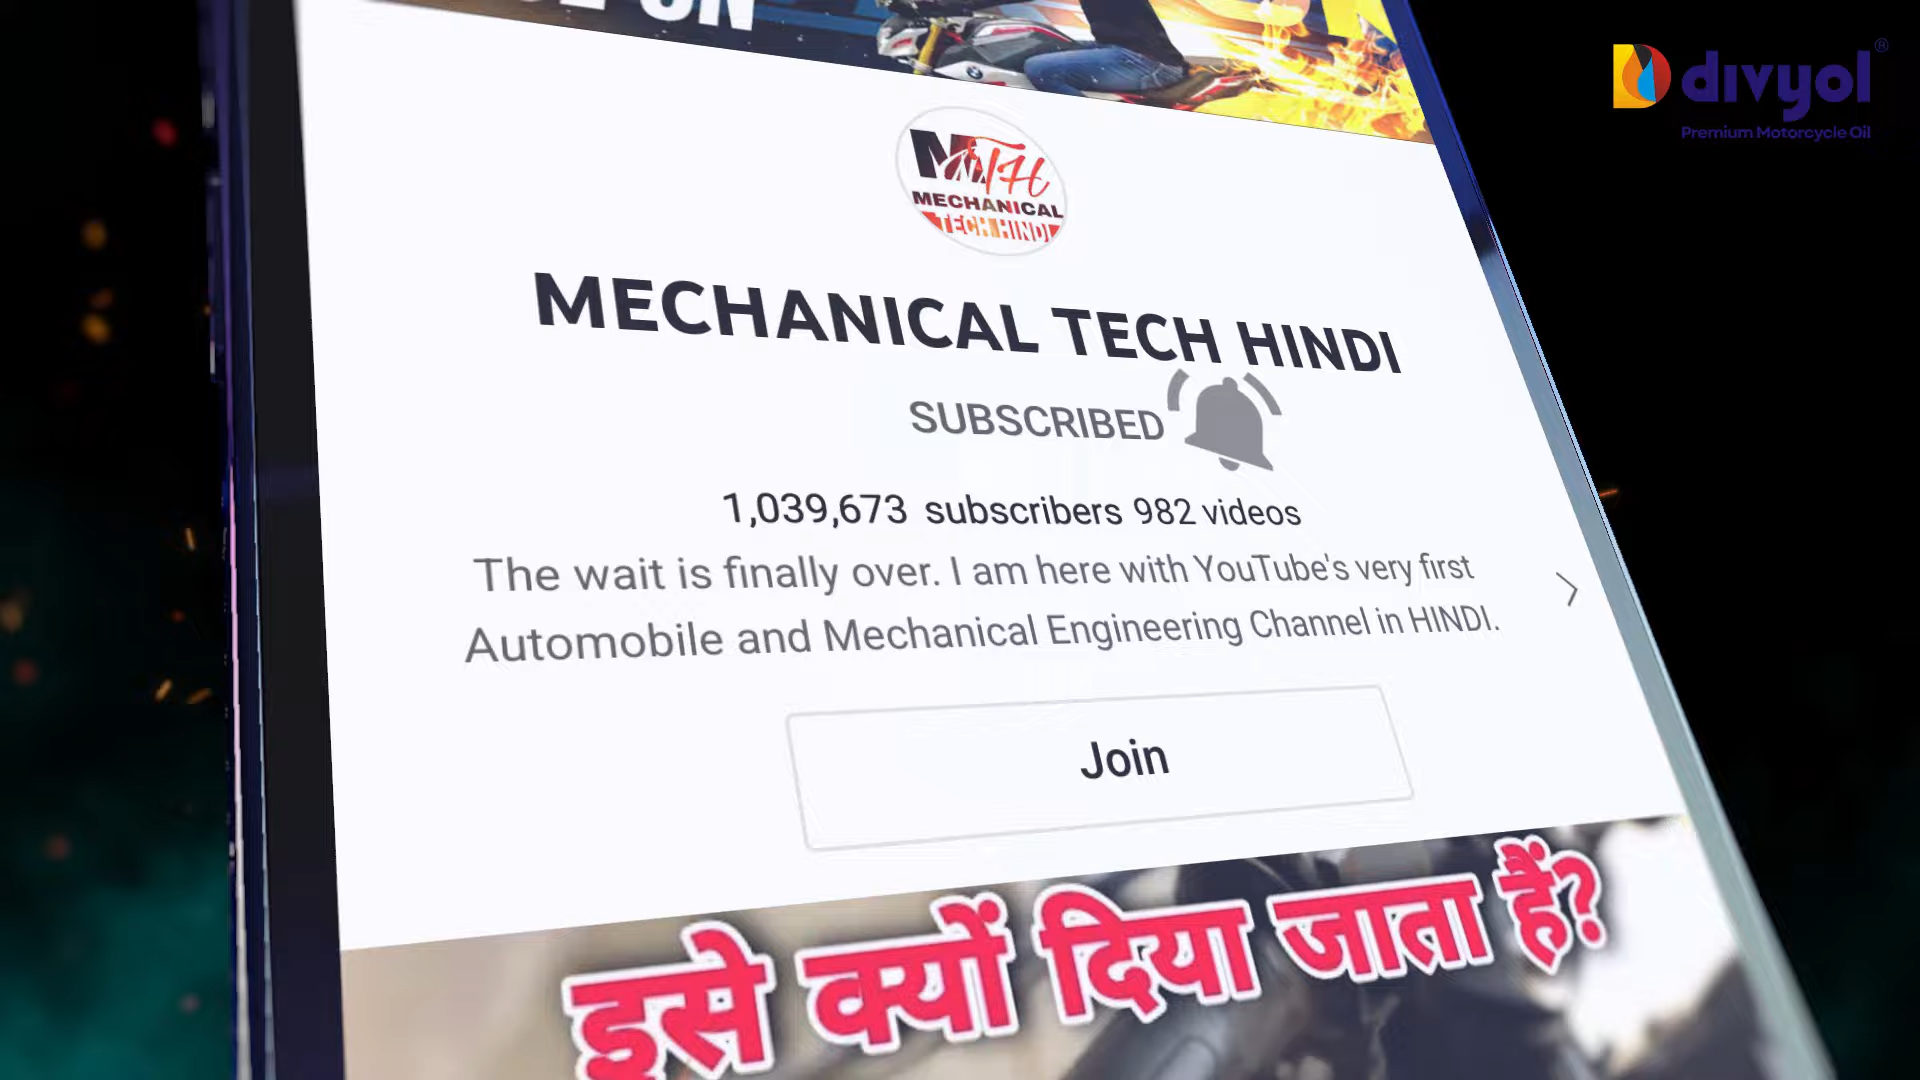 divyol
Premium Motorcycle Oil
MTH
MECHANICAL
TECH HINDI
MECHANICAL TECH HINDI
SUBSCRIBED
1,039,673 subscribers 982 videos
The wait is finally over. I am here with YouTube's very first
Automobile and Mechanical Engineering Channel in HINDI.
Join
इसे क्यों दिया जाता हैं?